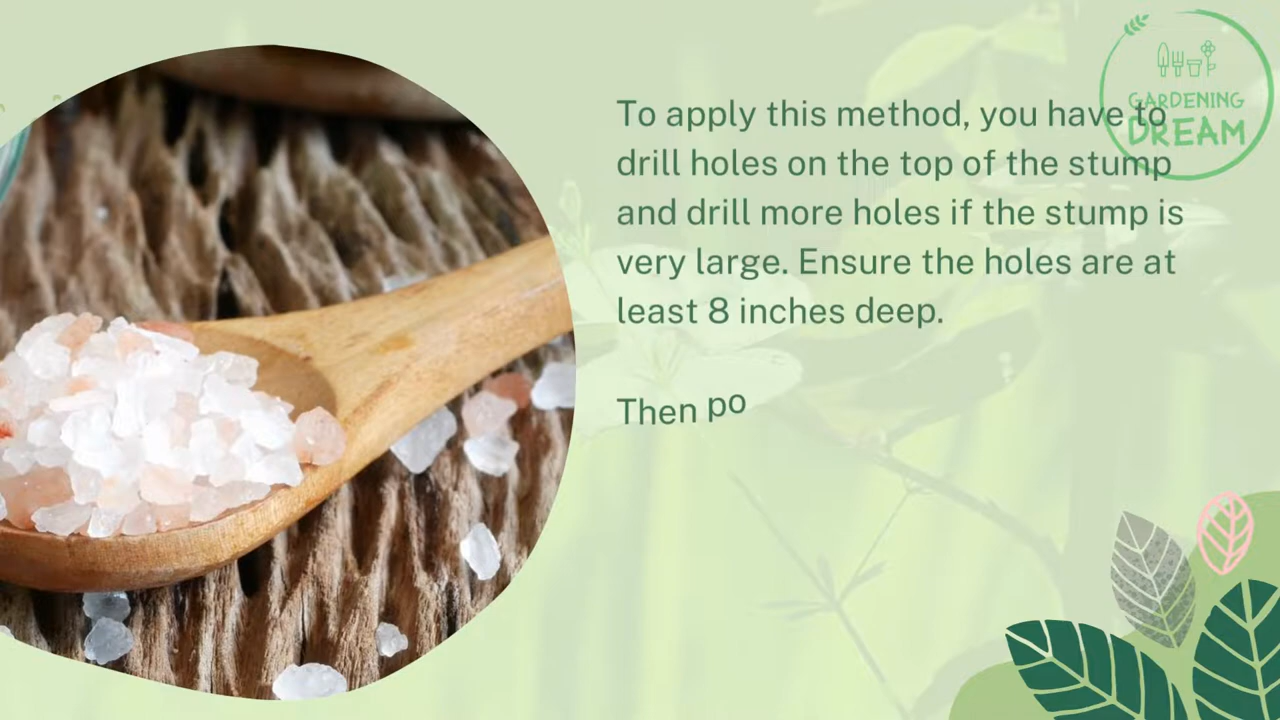 To apply this method, you have to
drill holes on the top of the stump
and drill more holes if the stump is
very large. Ensure the holes are at
least 8 inches deep.
Then po
GARDENING
DREAM